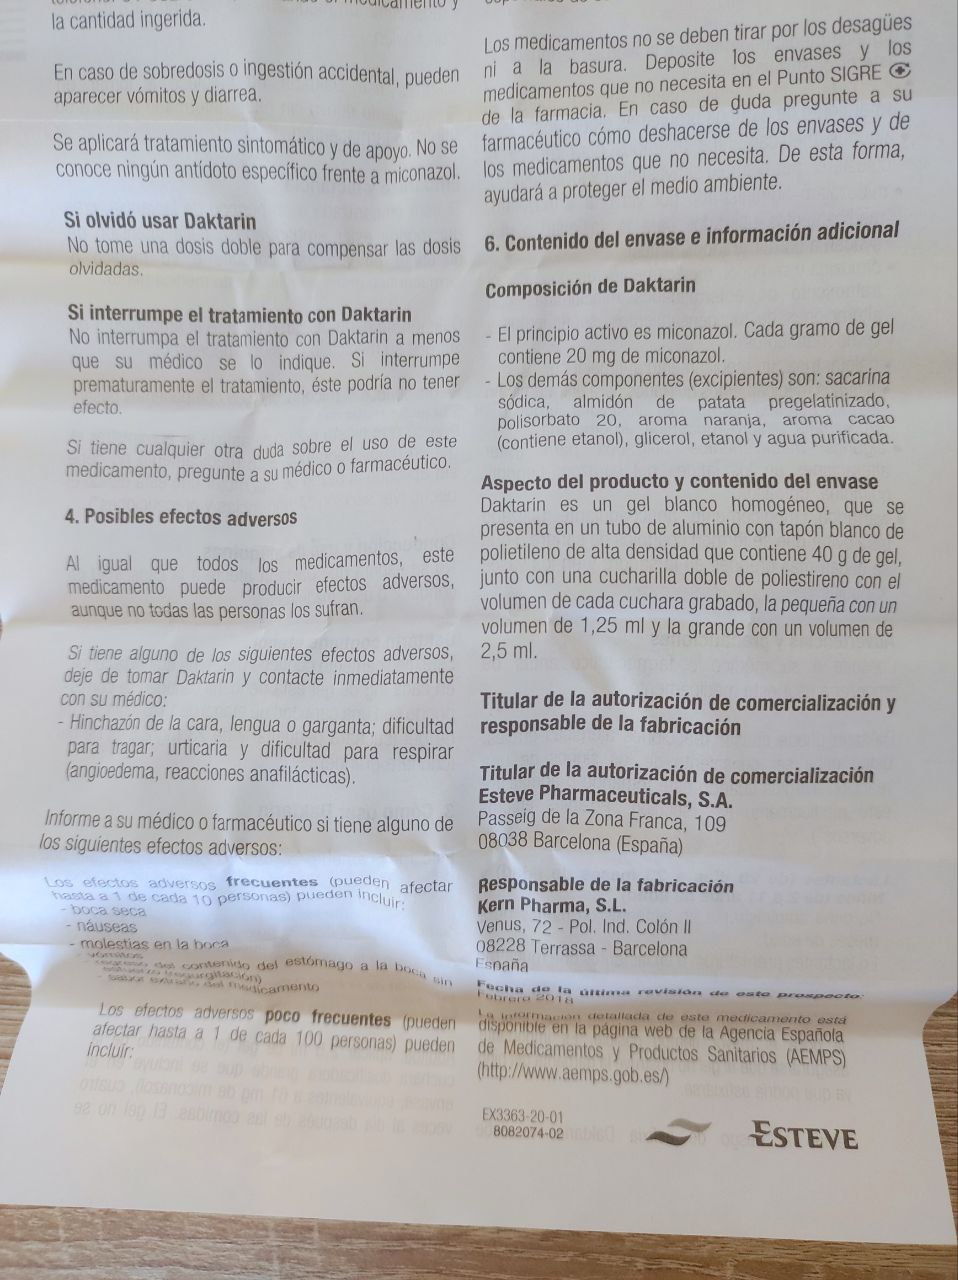 la cantidad ingerida.
En caso de sobredosis o ingestión accidental, pueden
aparecer vómitos y diarrea.
Se aplicará tratamiento sintomático y de apoyo. No se
conoce ningún antídoto específico frente a miconazol.
Si olvidó usar Daktarin
No tome una dosis doble para compensar las dosis
olvidadas.
Si interrumpe el tratamiento con Daktarin
No interrumpa el tratamiento con Daktarin a menos
que su médico se lo indique. Si interrumpe
prematuramente el tratamiento, éste podría no tener
efecto.
Si tiene cualquier otra duda sobre el uso de este
medicamento, pregunte a su médico o farmacéutico.
4. Posibles efectos adversos
Al igual que todos los medicamentos, este
medicamento puede producir efectos adversos,
aunque no todas las personas los sufran.
Si tiene alguno de los siguientes efectos adversos,
deje de tomar Daktarin y contacte inmediatamente
con su médico:
- Hinchazón de la cara, lengua o garganta; dificultad
para tragar; urticaria y dificultad para respirar
(angioedema, reacciones anafilácticas).
Informe a su médico o farmacéutico si tiene alguno de
los siguientes efectos adversos:
Los efectos adversos frecuentes (pueden afectar
hasta a 1 de cada 10 personas) pueden incluir:
- boca seca
- náuseas
- molestias en la boca
- vómitos
- regreso del contenido del estómago a la boca sin
esfuerzo (regurgitación)
- sabor extraño del medicamento
Los efectos adversos poco frecuentes (pueden
afectar hasta a 1 de cada 100 personas) pueden
incluir:
Los medicamentos no se deben tirar por los desagües
ni a la basura. Deposite los envases y los
medicamentos que no necesita en el Punto SIGRE
de la farmacia. En caso de duda pregunte a su
farmacéutico cómo deshacerse de los envases y de
los medicamentos que no necesita. De esta forma,
ayudará a proteger el medio ambiente.
6. Contenido del envase e información adicional
Composición de Daktarin
- El principio activo es miconazol. Cada gramo de gel
contiene 20 mg de miconazol.
- Los demás componentes (excipientes) son: sacarina
sódica, almidón de patata pregelatinizado,
polisorbato 20, aroma naranja, aroma cacao
(contiene etanol), glicerol, etanol y agua purificada.
Aspecto del producto y contenido del envase
Daktarin es un gel blanco homogéneo, que se
presenta en un tubo de aluminio con tapón blanco de
polietileno de alta densidad que contiene 40 g de gel,
junto con una cucharilla doble de poliestireno con el
volumen de cada cuchara grabado, la pequeña con un
volumen de 1,25 ml y la grande con un volumen de
2,5 ml.
Titular de la autorización de comercialización y
responsable de la fabricación
Titular de la autorización de comercialización
Esteve Pharmaceuticals, S.A.
Passeig de la Zona Franca, 109
08038 Barcelona (España)
Responsable de la fabricación
Kern Pharma, S.L.
Venus, 72 - Pol. Ind. Colón II
08228 Terrassa - Barcelona
España
Fecha de la última revisión de este prospecto:
Febrero 2018
La información detallada de este medicamento está
disponible en la página web de la Agencia Española
de Medicamentos y Productos Sanitarios (AEMPS)
(http://www.aemps.gob.es/)
EX3363-20-01
8082074-02
ESTEVE